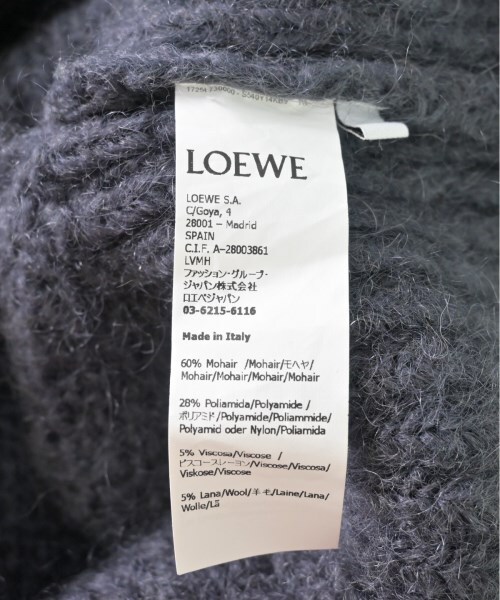 LOEWE
LOEWE S.A.
C/Goya, 4
28001 – Madrid
SPAIN
C.I.F. A-28003861
LVMH
ファッション・グループ・
ジャパン株式会社
ロエベジャパン
03-6215-6116
Made in Italy
60% Mohair /Mohair/モヘヤ/
Mohair/Mohair/Mohair/Mohair
28% Poliamida/Polyamide /
ポリアミド/Polyamide/Poliammide/
Polyamid oder Nylon/Poliamida
5% Viscosa/Viscose /
ビスコースレーヨン/Viscose/Viscosa/
Viskose/Viscose
5% Lana/Wool/羊毛/Laine/Lana/
Wolle/Lã